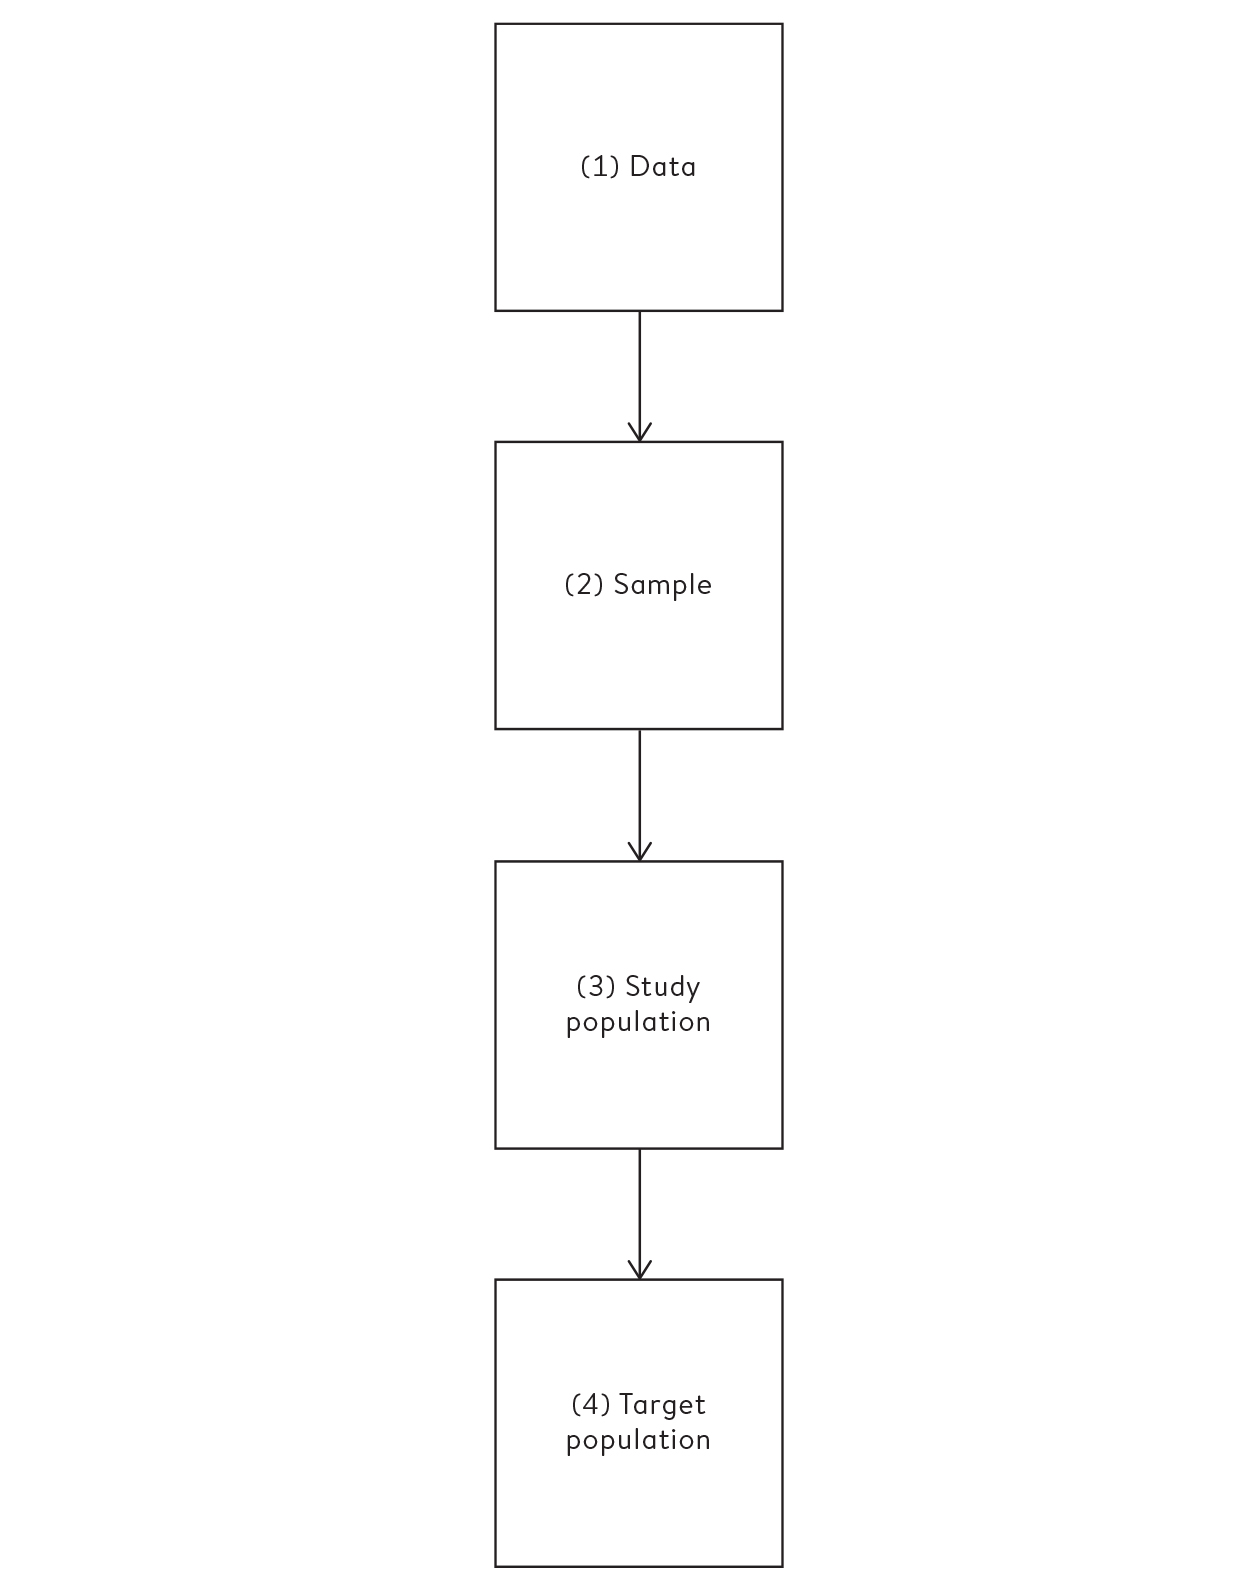 (1) Data
(2) Sample
(3) Study
population
(4) Target
population